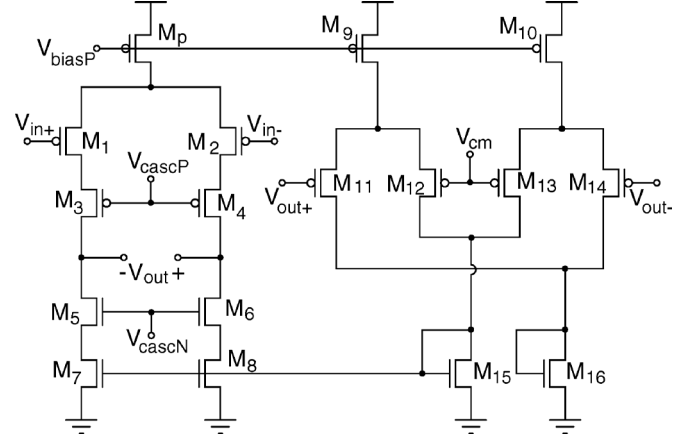 Mp
M9
M10
VbiasP
Vin+
M1
M2
Vin-
Vcm
VcascP
M3
M4
M11
M12
M13
M14
Vout+
Vout-
-Vout+
M5
M6
VcascN
M7
M8
M15
M16